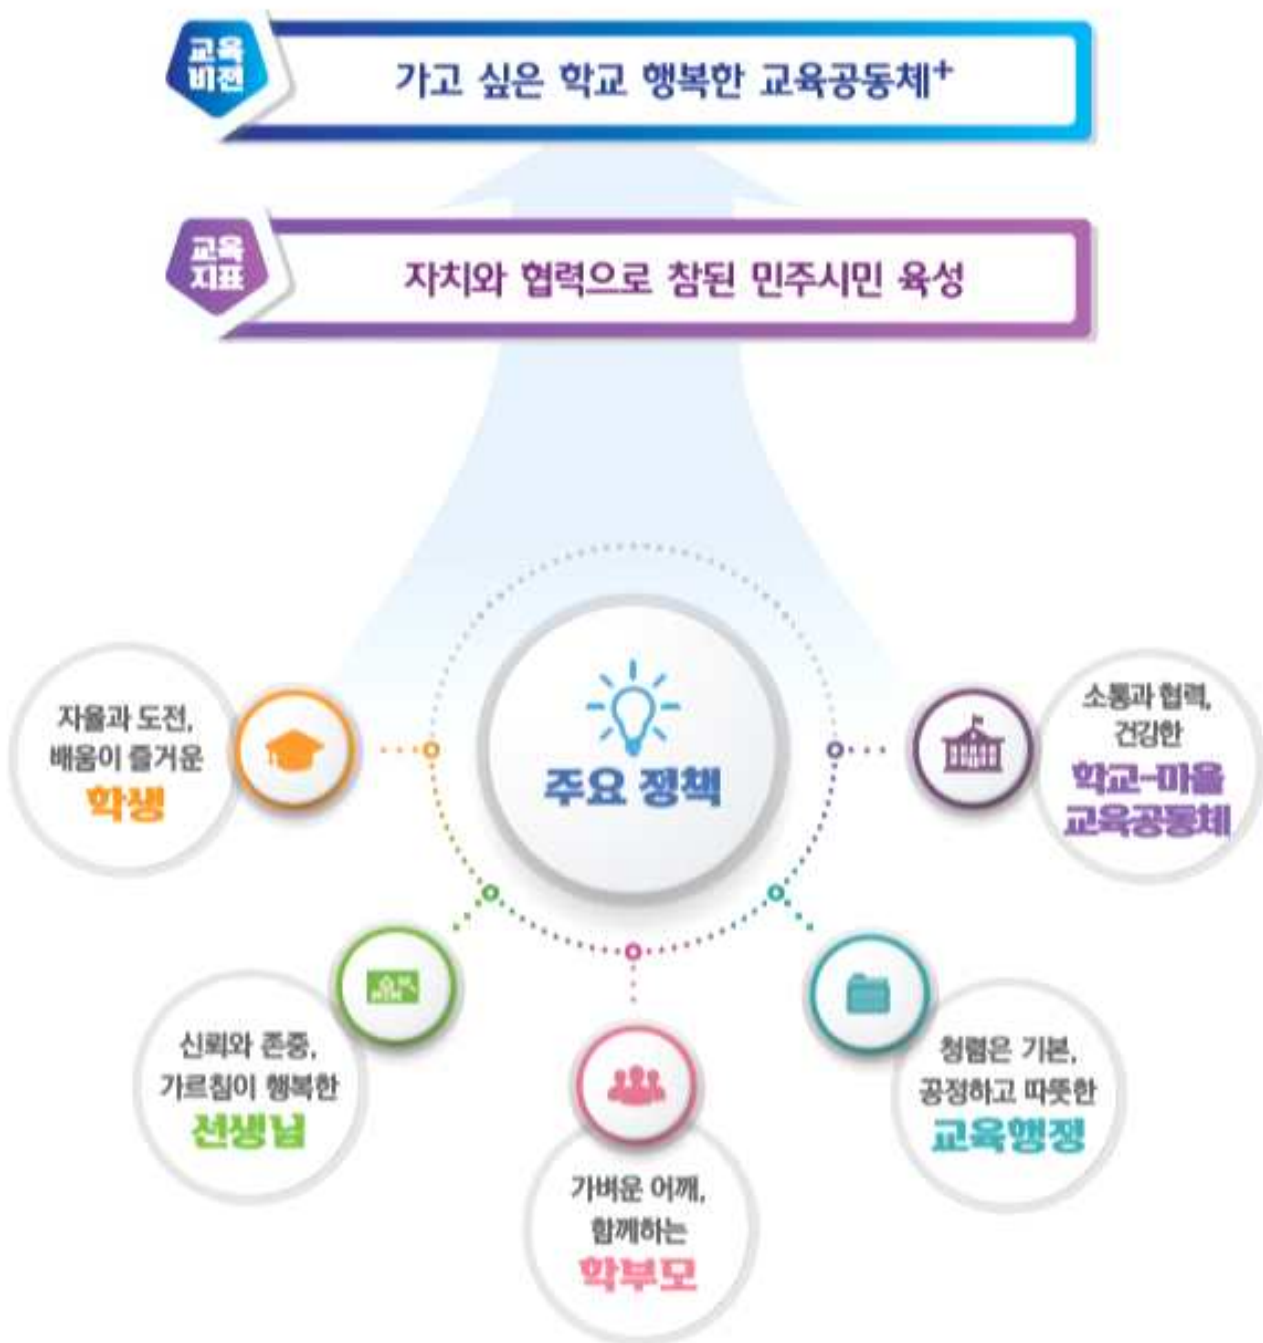 교육
비전
가고 싶은 학교 행복한 교육공동체⁺
교육
지표
자치와 협력으로 참된 민주시민 육성
주요 정책
자율과 도전,
배움이 즐거운
학생
신뢰와 존중,
가르침이 행복한
선생님
가벼운 어깨,
함께하는
학부모
청렴은 기본,
공정하고 따뜻한
교육행정
소통과 협력,
건강한
학교-마을
교육공동체